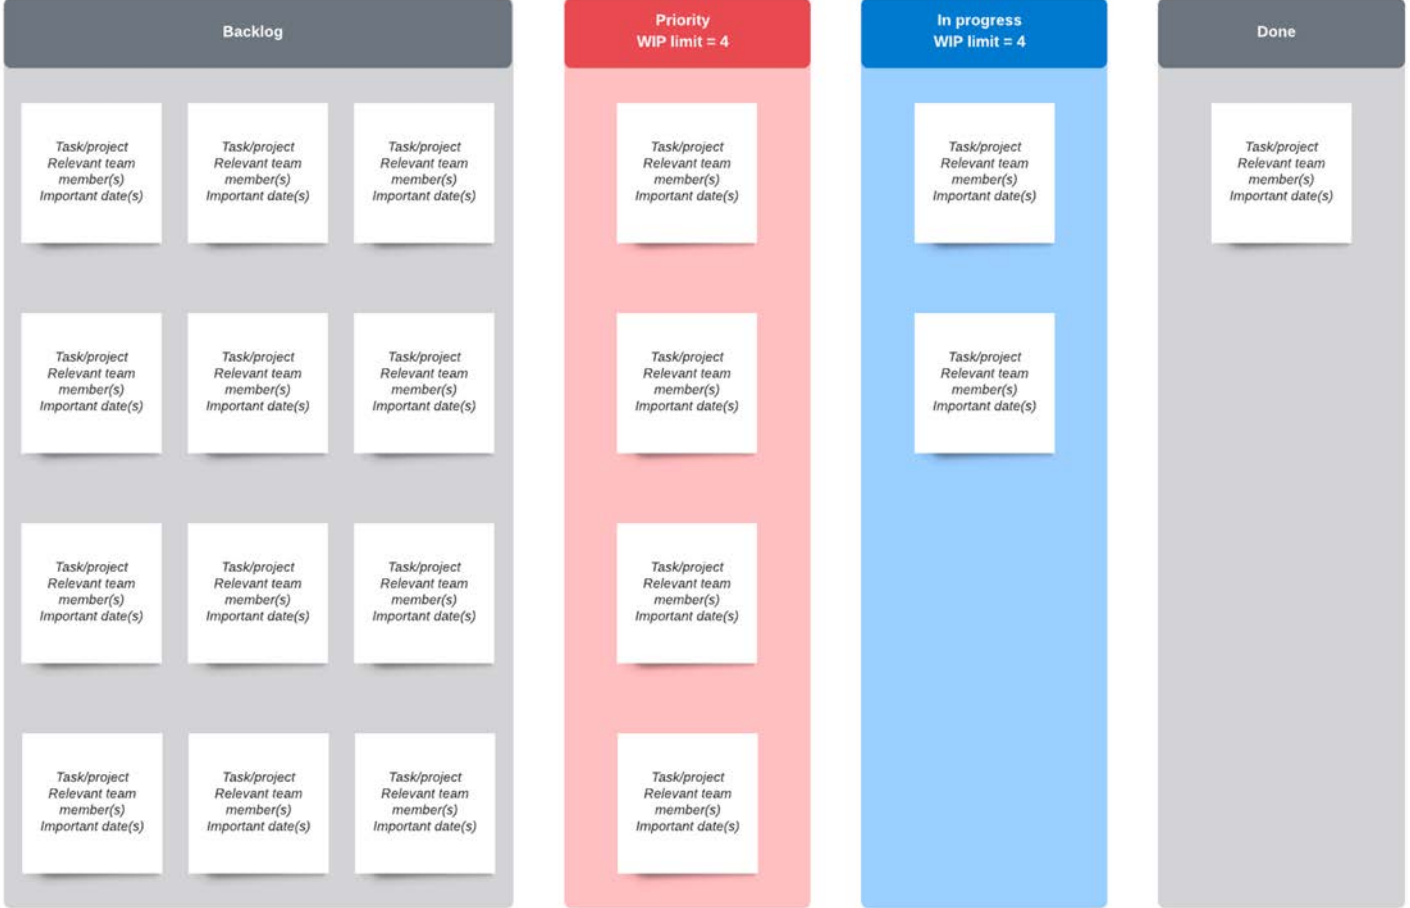 Backlog
Priority
WIP limit = 4
In progress
WIP limit = 4
Done
Task/project
Relevant team
member(s)
Important date(s)
Task/project
Relevant team
member(s)
Important date(s)
Task/project
Relevant team
member(s)
Important date(s)
Task/project
Relevant team
member(s)
Important date(s)
Task/project
Relevant team
member(s)
Important date(s)
Task/project
Relevant team
member(s)
Important date(s)
Task/project
Relevant team
member(s)
Important date(s)
Task/project
Relevant team
member(s)
Important date(s)
Task/project
Relevant team
member(s)
Important date(s)
Task/project
Relevant team
member(s)
Important date(s)
Task/project
Relevant team
member(s)
Important date(s)
Task/project
Relevant team
member(s)
Important date(s)
Task/project
Relevant team
member(s)
Important date(s)
Task/project
Relevant team
member(s)
Important date(s)
Task/project
Relevant team
member(s)
Important date(s)
Task/project
Relevant team
member(s)
Important date(s)
Task/project
Relevant team
member(s)
Important date(s)
Task/project
Relevant team
member(s)
Important date(s)
Task/project
Relevant team
member(s)
Important date(s)